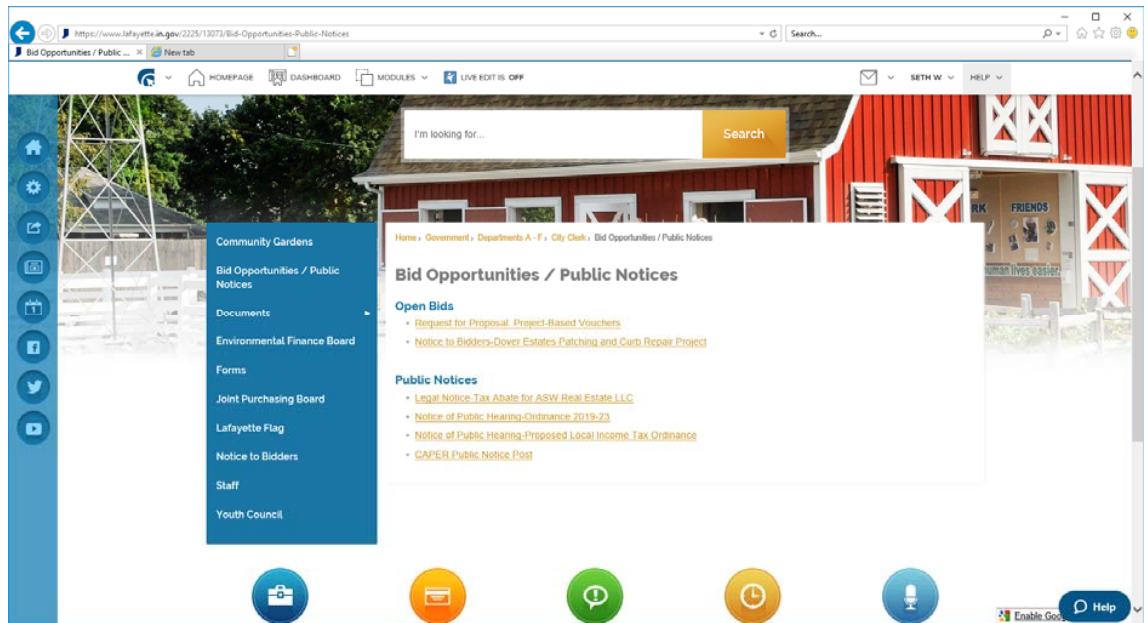 https://www.lafayette.in.gov/2225/13073/Bid-Opportunities-Public-Notices
Search...
Bid Opportunities / Public ...
New tab
HOMEPAGE
DASHBOARD
MODULES
LIVE EDIT IS OFF
SETH W
HELP
I'm looking for...
Search
FRIENDS
uman lives easier.
Community Gardens
Bid Opportunities / Public
Notices
Documents
Environmental Finance Board
Forms
Joint Purchasing Board
Lafayette Flag
Notice to Bidders
Staff
Youth Council
Home › Government › Departments A - F › City Clerk › Bid Opportunities / Public Notices
Bid Opportunities / Public Notices
Open Bids
Request for Proposal: Project-Based Vouchers
Notice to Bidders-Dover Estates Patching and Curb Repair Project
Public Notices
Legal Notice-Tax Abate for ASW Real Estate LLC
Notice of Public Hearing-Ordinance 2019-23
Notice of Public Hearing-Proposed Local Income Tax Ordinance
CAPER Public Notice Post
Enable Goo
Help